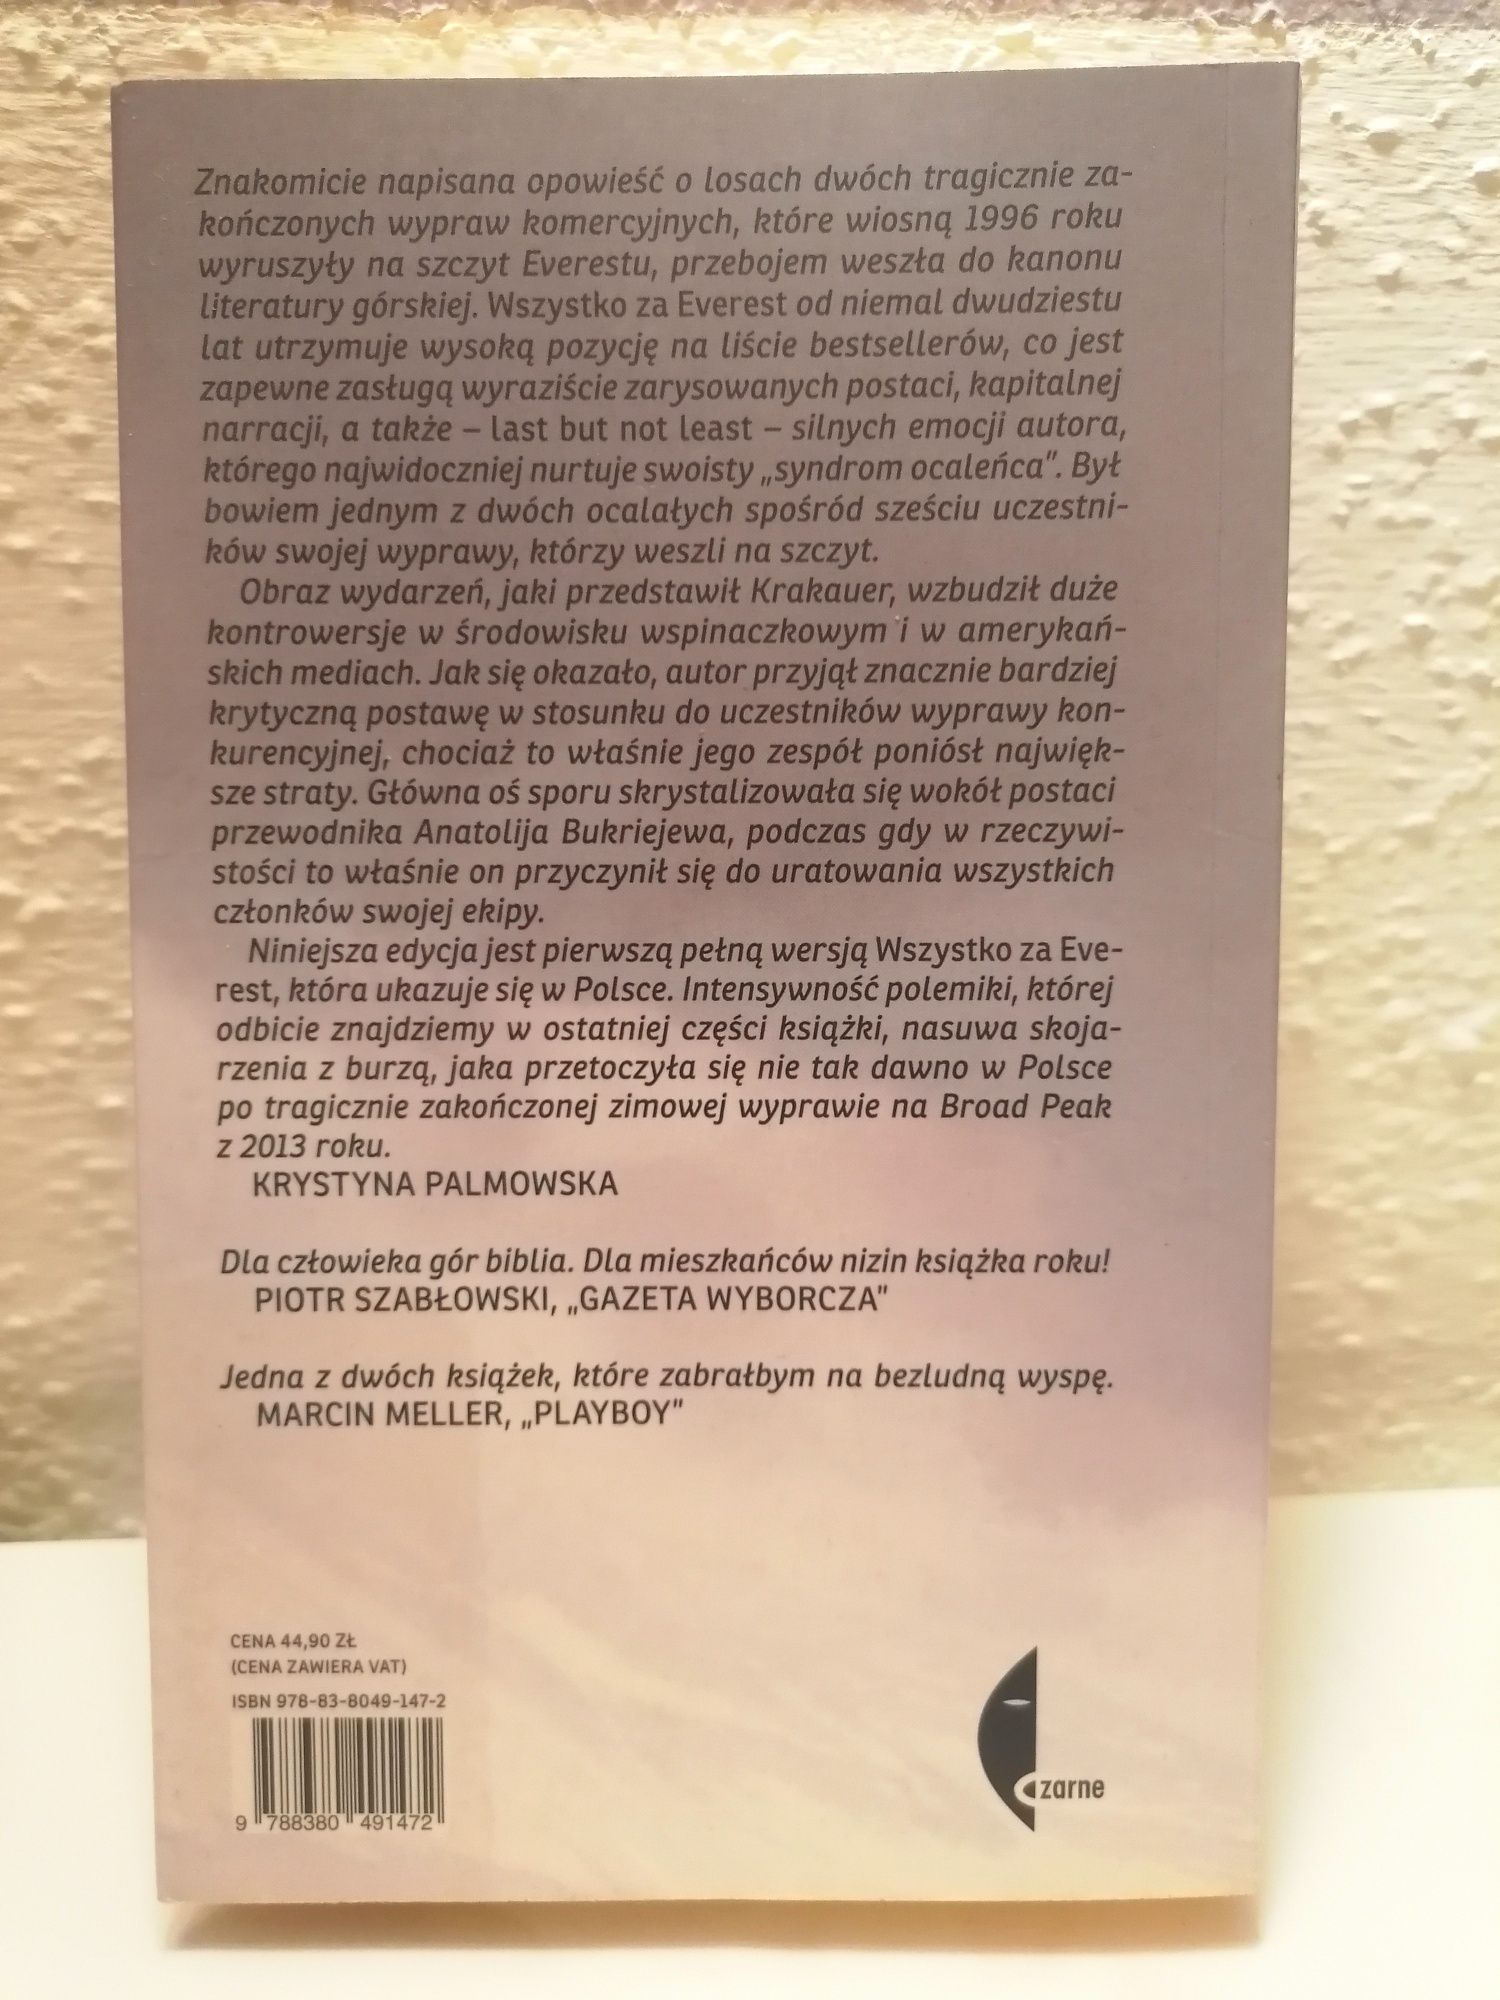 Znakomicie napisana opowieść o losach dwóch tragicznie za-
kończonych wypraw komercyjnych, które wiosną 1996 roku
wyruszyły na szczyt Everestu, przebojem weszła do kanonu
literatury górskiej. Wszystko za Everest od niemal dwudziestu
lat utrzymuje wysoką pozycję na liście bestsellerów, co jest
zapewne zasługą wyraziście zarysowanych postaci, kapitalnej
narracji, a także – last but not least – silnych emocji autora,
którego najwidoczniej nurtuje swoisty „syndrom ocaleńca”. Był
bowiem jednym z dwóch ocalałych spośród sześciu uczestni-
ków swojej wyprawy, którzy weszli na szczyt.
Obraz wydarzeń, jaki przedstawił Krakauer, wzbudził duże
kontrowersje w środowisku wspinaczkowym i w amerykań-
skich mediach. Jak się okazało, autor przyjął znacznie bardziej
krytyczną postawę w stosunku do uczestników wyprawy kon-
kurencyjnej, chociaż to właśnie jego zespół poniósł najwięk-
sze straty. Główna oś sporu skrystalizowała się wokół postaci
przewodnika Anatolija Bukriejewa, podczas gdy w rzeczywi-
stości to właśnie on przyczynił się do uratowania wszystkich
członków swojej ekipy.
Niniejsza edycja jest pierwszą pełną wersją Wszystko za Eve-
rest, która ukazuje się w Polsce. Intensywność polemiki, której
odbicie znajdziemy w ostatniej części książki, nasuwa skoja-
rzenia z burzą, jaka przetoczyła się nie tak dawno w Polsce
po tragicznie zakończonej zimowej wyprawie na Broad Peak
z 2013 roku.
KRYSTYNA PALMOWSKA
Dla człowieka gór biblia. Dla mieszkańców nizin książka roku!
PIOTR SZABŁOWSKI, „GAZETA WYBORCZA”
Jedna z dwóch książek, które zabrałbym na bezludną wyspę.
MARCIN MELLER, „PLAYBOY”
CENA 44,90 ZŁ
(CENA ZAWIERA VAT)
ISBN 978-83-8049-147-2
9 788380 491472
Czarne